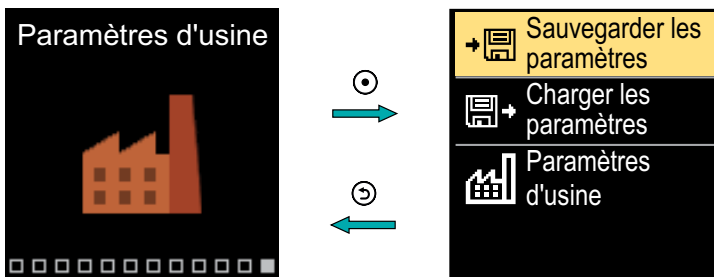 Paramètres d'usine
Sauvegarder les
paramètres
Charger les
paramètres
Paramètres
d'usine